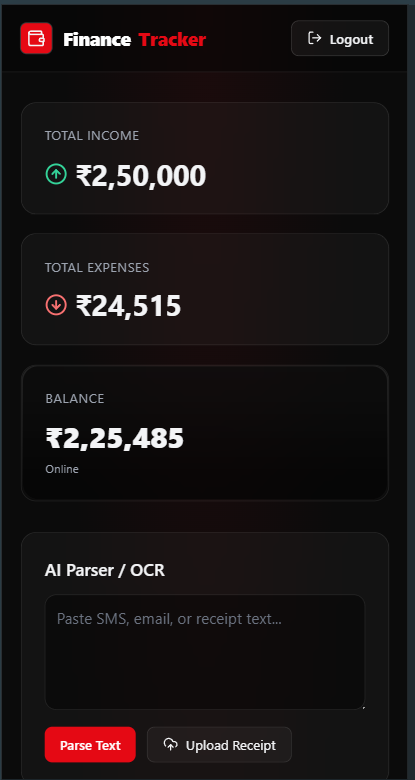 Finance Tracker
Logout
TOTAL INCOME
₹2,50,000
TOTAL EXPENSES
₹24,515
BALANCE
₹2,25,485
Online
AI Parser / OCR
Paste SMS, email, or receipt text...
Parse Text
Upload Receipt